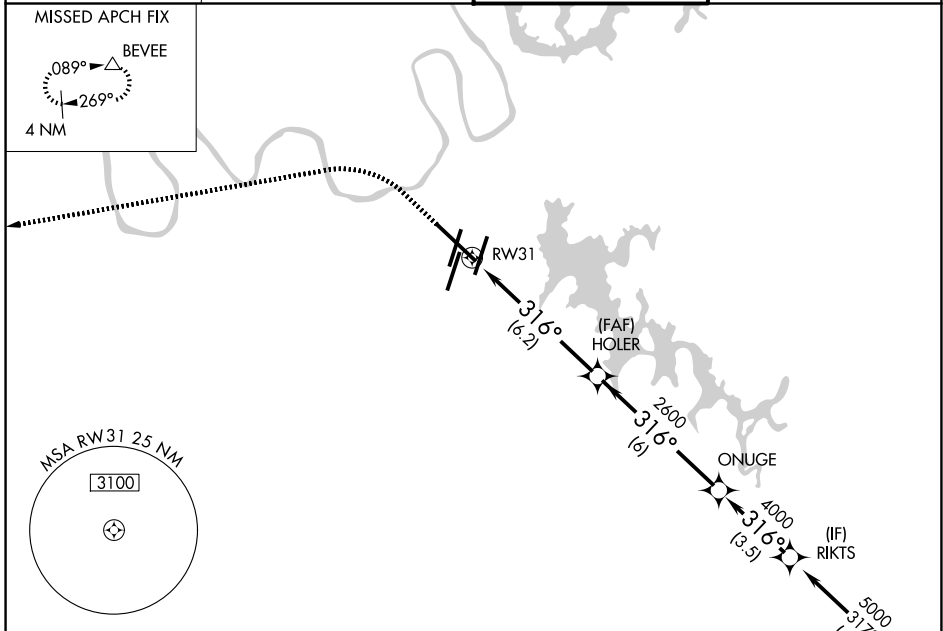 MISSED APCH FIX
BEVEE
089°
269°
4 NM
RW31
316°
(6.2)
(FAF)
HOLER
2600
316°
(6)
ONUGE
4000
316°
(3.5)
(IF)
RIKTS
5000
MSA RW31 25 NM
3100